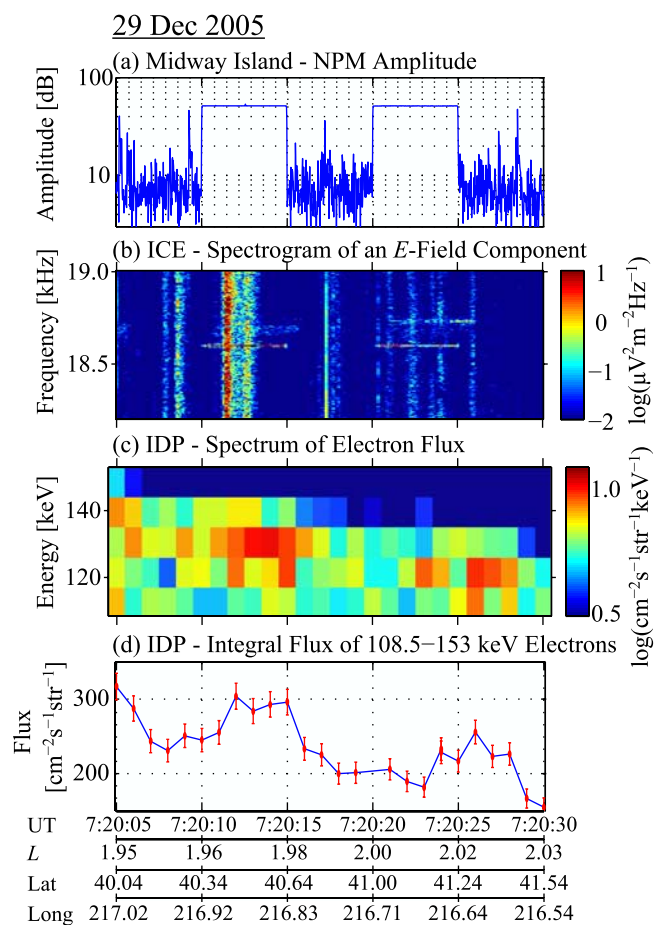 29 Dec 2005
(a) Midway Island - NPM Amplitude
Amplitude [dB]
100
10
(b) ICE - Spectrogram of an E-Field Component
Frequency [kHz]
19.0
18.5
1
0
−1
−2
log(μV²m⁻²Hz⁻¹)
(c) IDP - Spectrum of Electron Flux
Energy [keV]
140
120
1.0
0.5
log(cm⁻²s⁻¹str⁻¹keV⁻¹)
(d) IDP - Integral Flux of 108.5−153 keV Electrons
Flux
[cm⁻²s⁻¹str⁻¹]
300
200
UT 7:20:05 7:20:10 7:20:15 7:20:20 7:20:25 7:20:30
L 1.95 1.96 1.98 2.00 2.02 2.03
Lat 40.04 40.34 40.64 41.00 41.24 41.54
Long 217.02 216.92 216.83 216.71 216.64 216.54